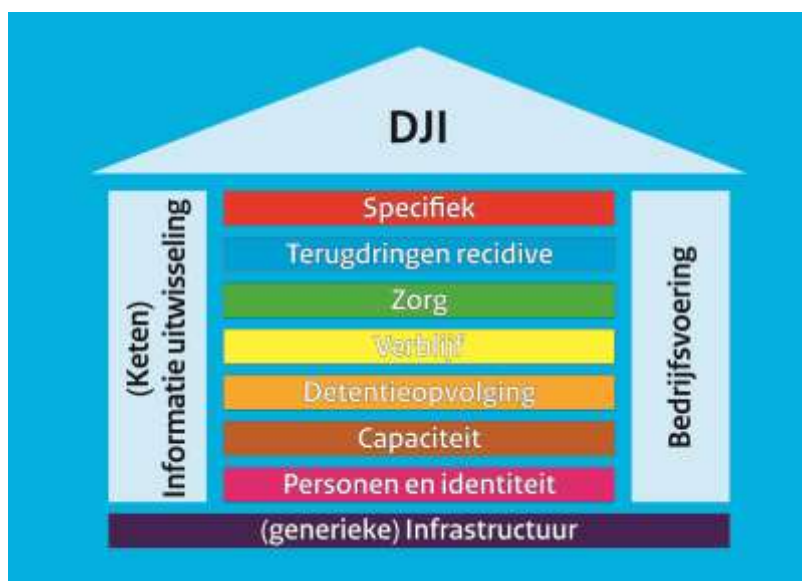 DJI
(Keten)
Informatie uitwisseling
Specifiek
Terugdringen recidive
Zorg
Verblijf
Detentieopvolging
Capaciteit
Personen en identiteit
Bedrijfsvoering
(generieke) Infrastructuur